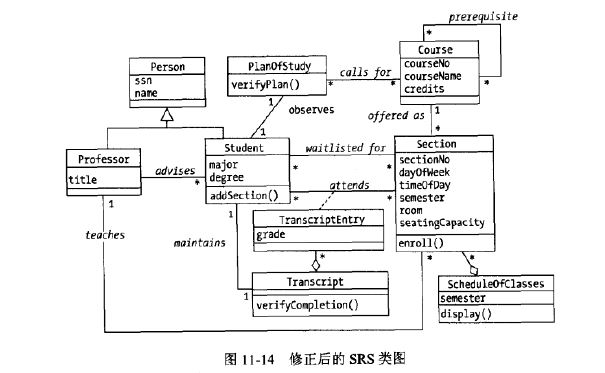 prerequisite
*
Course
courseNo
courseName
credits
*
Person
ssn
name
PlanOfStudy
verifyPlan()
*
calls for
*
1
observes
1
offered as
1
*
Student
major
degree
addSection()
waitlisted for
*
*
Section
sectionNo
dayOfWeek
timeOfDay
semester
room
seatingCapacity
enroll()
Professor
title
advises
*
attends
*
*
1
teaches
1
maintains
TranscriptEntry
grade
*
Transcript
verifyCompletion()
1
*
*
ScheduleOfClasses
semester
display()
图 11-14 修正后的 SRS 类图